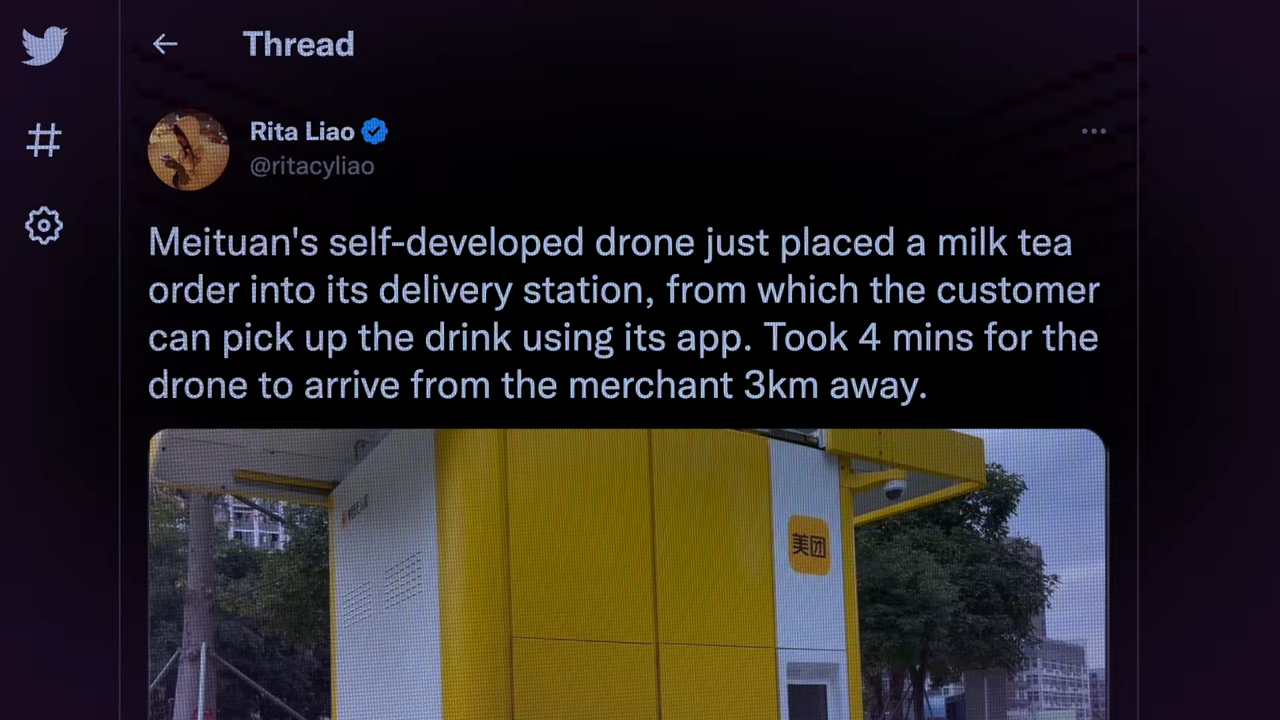 Thread
Rita Liao
@ritacyliao
Meituan's self-developed drone just placed a milk tea
order into its delivery station, from which the customer
can pick up the drink using its app. Took 4 mins for the
drone to arrive from the merchant 3km away.
美团